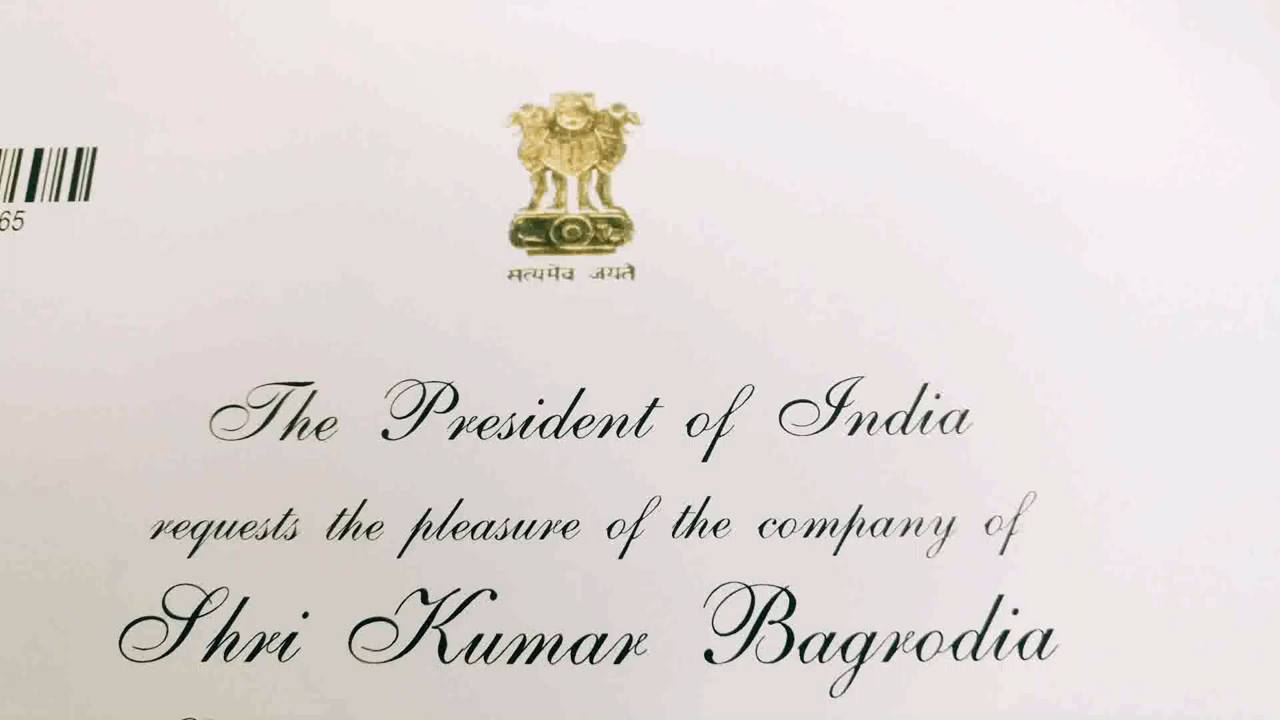 65
सत्यमेव जयते
The President of India
requests the pleasure of the company of
Shri Kumar Bagrodia